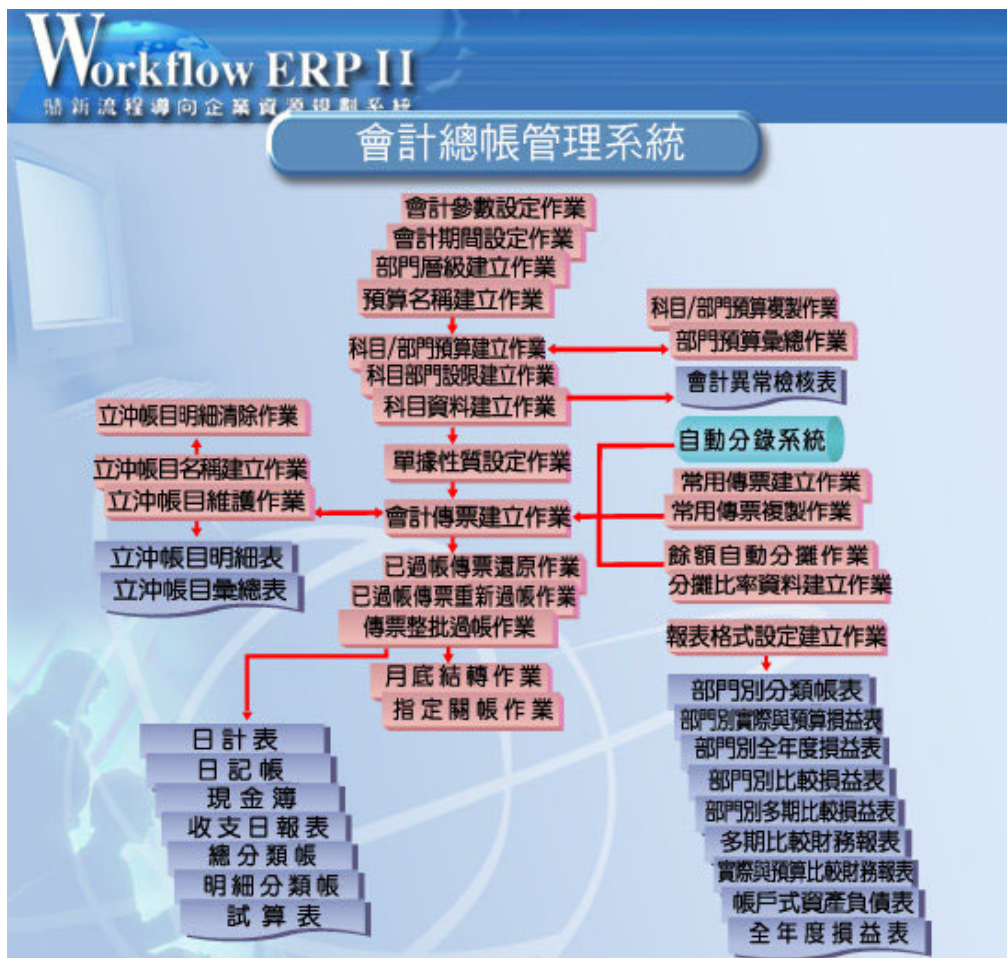 Workflow ERP II
鼎新流程導向企業資源規劃系統
會計總帳管理系統
會計參數設定作業
會計期間設定作業
部門層級建立作業
預算名稱建立作業
科目/部門預算建立作業
科目部門設限建立作業
科目資料建立作業
科目/部門預算複製作業
部門預算彙總作業
會計異常檢核表
立沖帳目明細清除作業
立沖帳目名稱建立作業
立沖帳目維護作業
立沖帳目明細表
立沖帳目彙總表
單據性質設定作業
會計傳票建立作業
自動分錄系統
常用傳票建立作業
常用傳票複製作業
餘額自動分攤作業
分攤比率資料建立作業
已過帳傳票還原作業
已過帳傳票重新過帳作業
傳票整批過帳作業
月底結轉作業
指定關帳作業
日計表
日記帳
現金簿
收支日報表
總分類帳
明細分類帳
試算表
報表格式設定建立作業
部門別分類帳表
部門別實際與預算損益表
部門別全年度損益表
部門別比較損益表
部門別多期比較損益表
多期比較財務報表
實際與預算比較財務報表
帳戶式資產負債表
全年度損益表